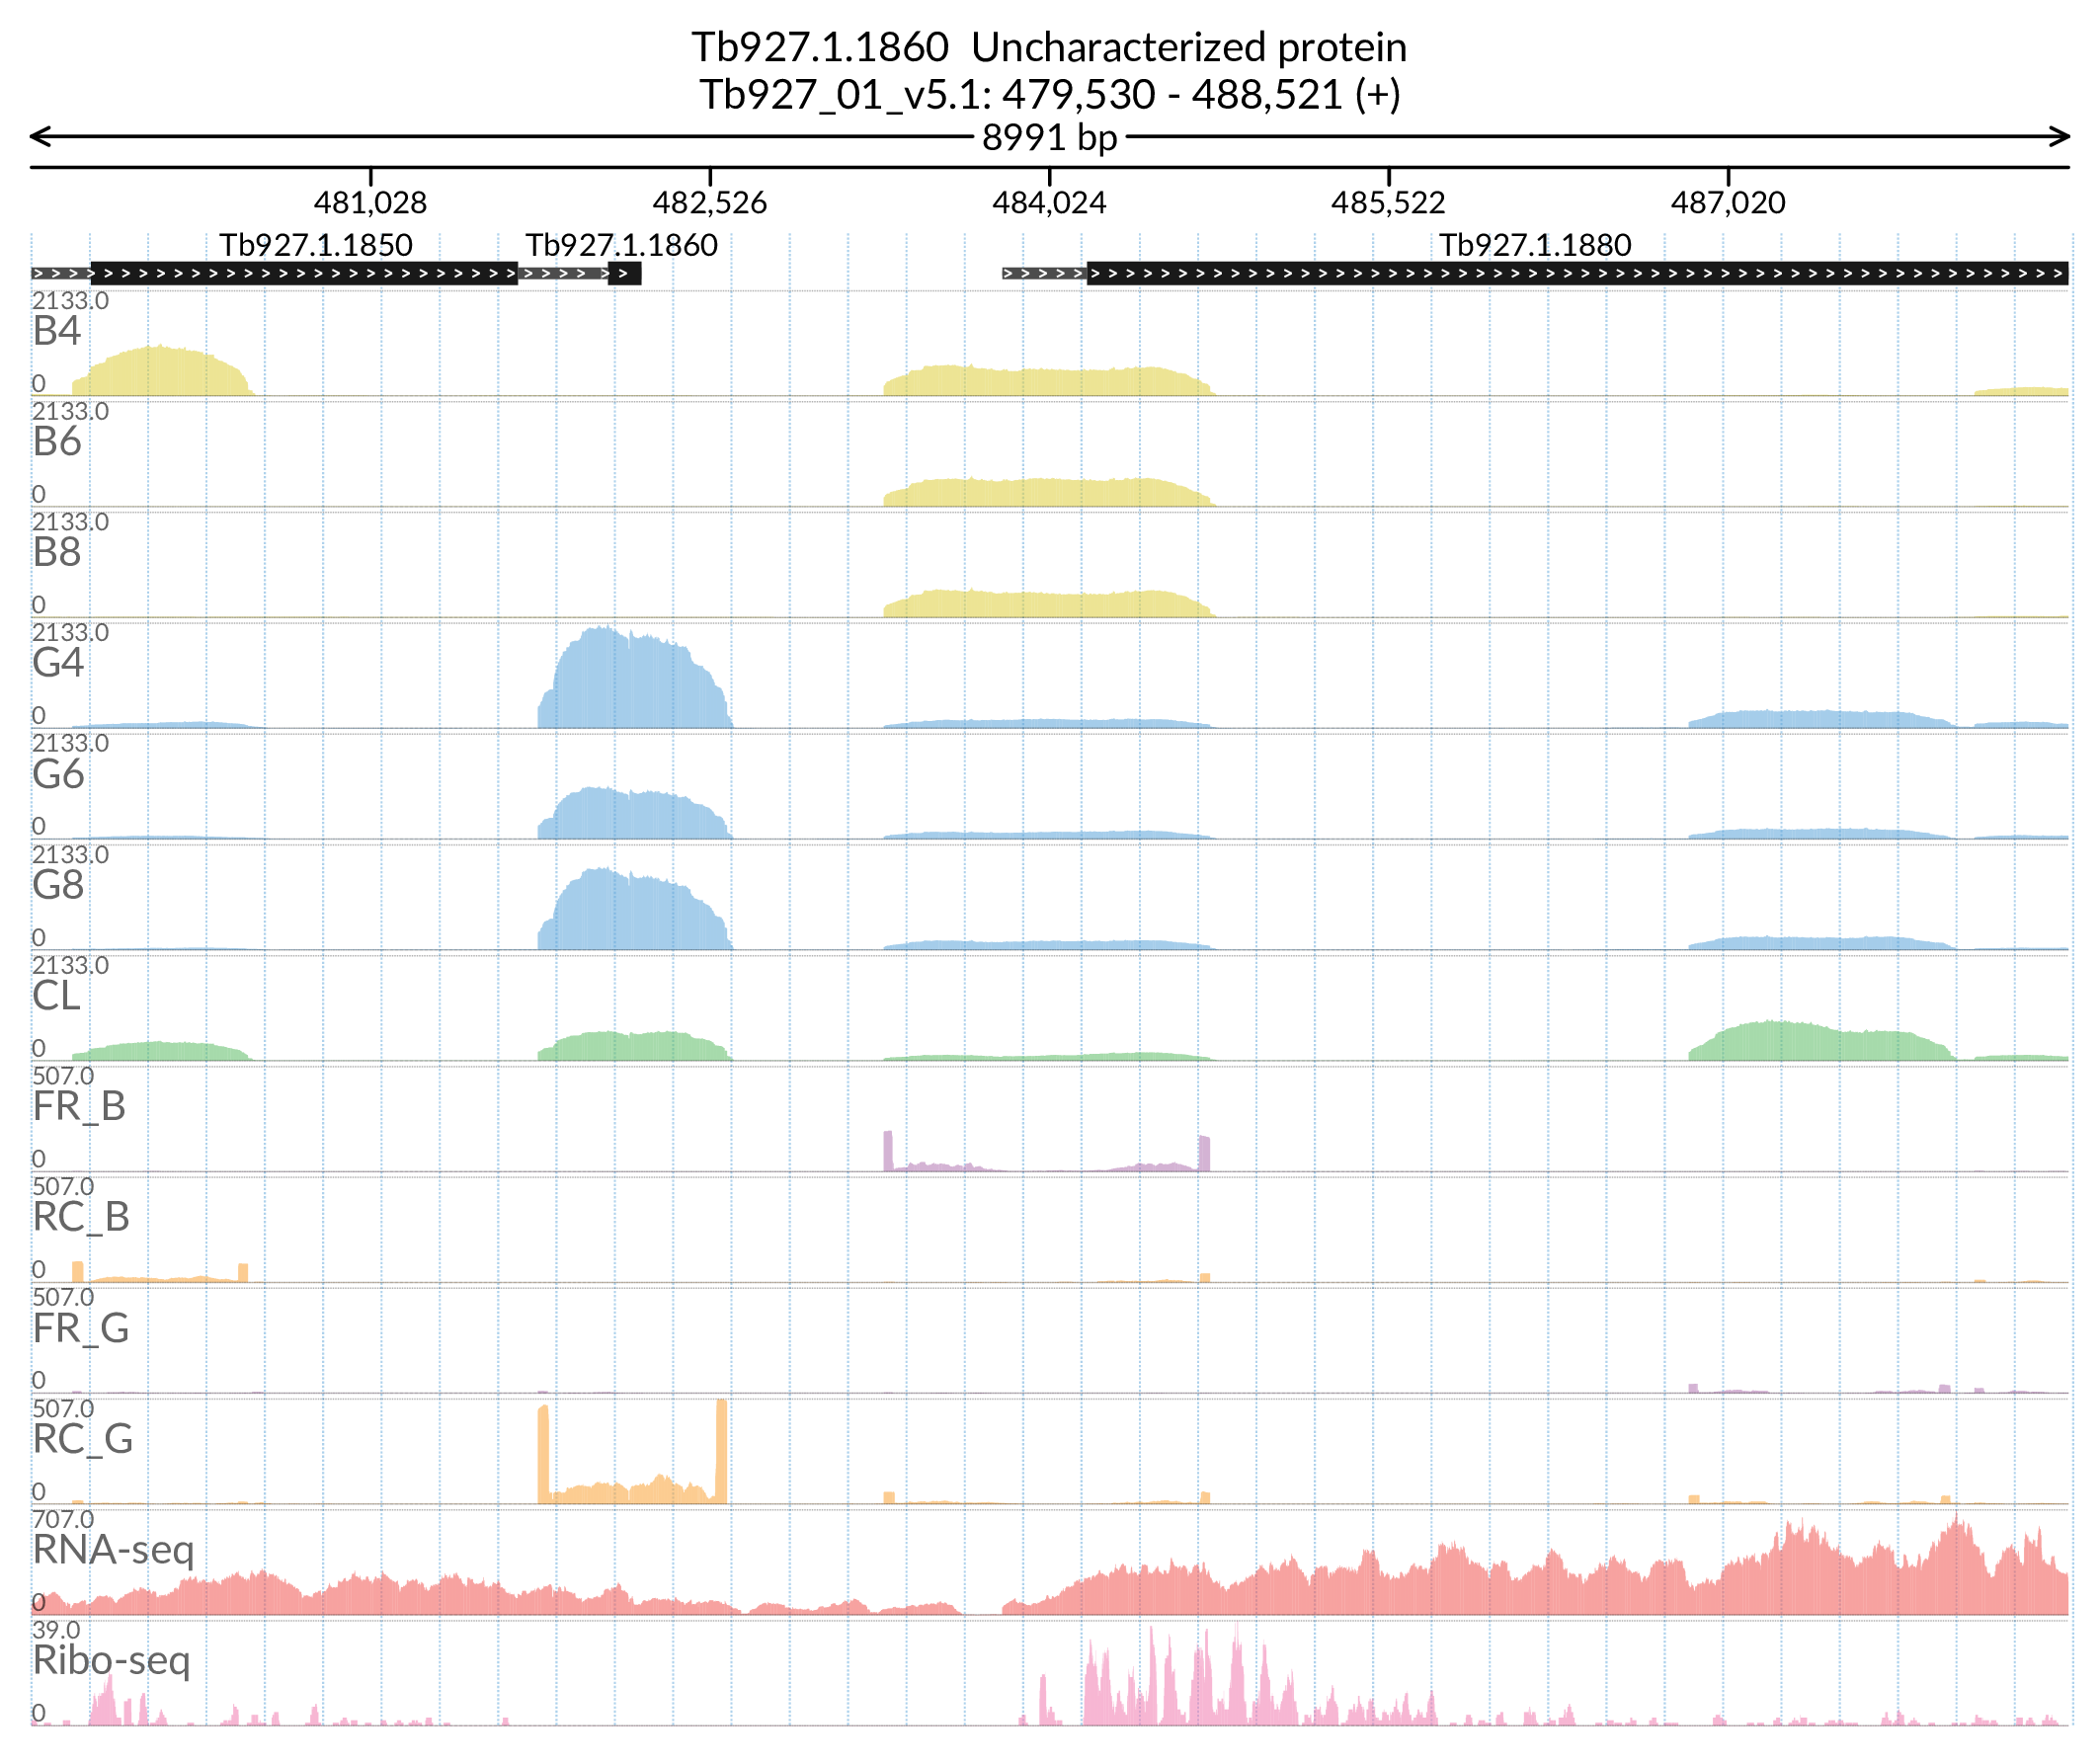 Tb927.1.1860  Uncharacterized protein
Tb927_01_v5.1: 479,530 - 488,521 (+)
8991 bp
481,028 482,526 484,024 485,522 487,020
Tb927.1.1850 Tb927.1.1860 Tb927.1.1880
2133.0
B4
0
2133.0
B6
0
2133.0
B8
0
2133.0
G4
0
2133.0
G6
0
2133.0
G8
0
2133.0
CL
0
507.0
FR_B
0
507.0
RC_B
0
507.0
FR_G
0
507.0
RC_G
0
707.0
RNA-seq
0
39.0
Ribo-seq
0